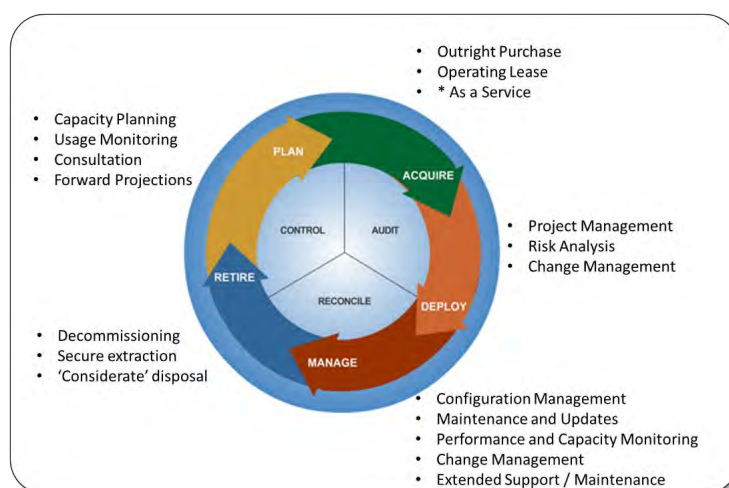 • Outright Purchase
• Operating Lease
• * As a Service
• Capacity Planning
• Usage Monitoring
• Consultation
• Forward Projections
PLAN
ACQUIRE
CONTROL
AUDIT
• Project Management
• Risk Analysis
• Change Management
RETIRE
RECONCILE
DEPLOY
• Decommissioning
• Secure extraction
• ‘Considerate’ disposal
MANAGE
• Configuration Management
• Maintenance and Updates
• Performance and Capacity Monitoring
• Change Management
• Extended Support / Maintenance